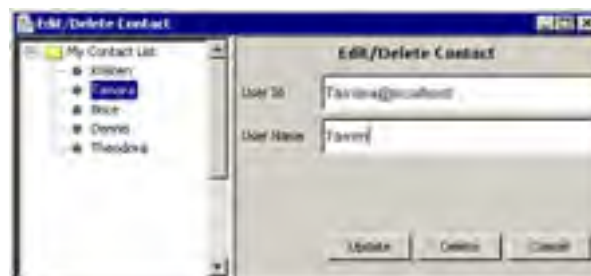 Edit/Delete Contact
My Contact List
Kristen
Tamara
Brice
Dennis
Theodora
Edit/Delete Contact
User Id
User Name
Update
Delete
Cancel